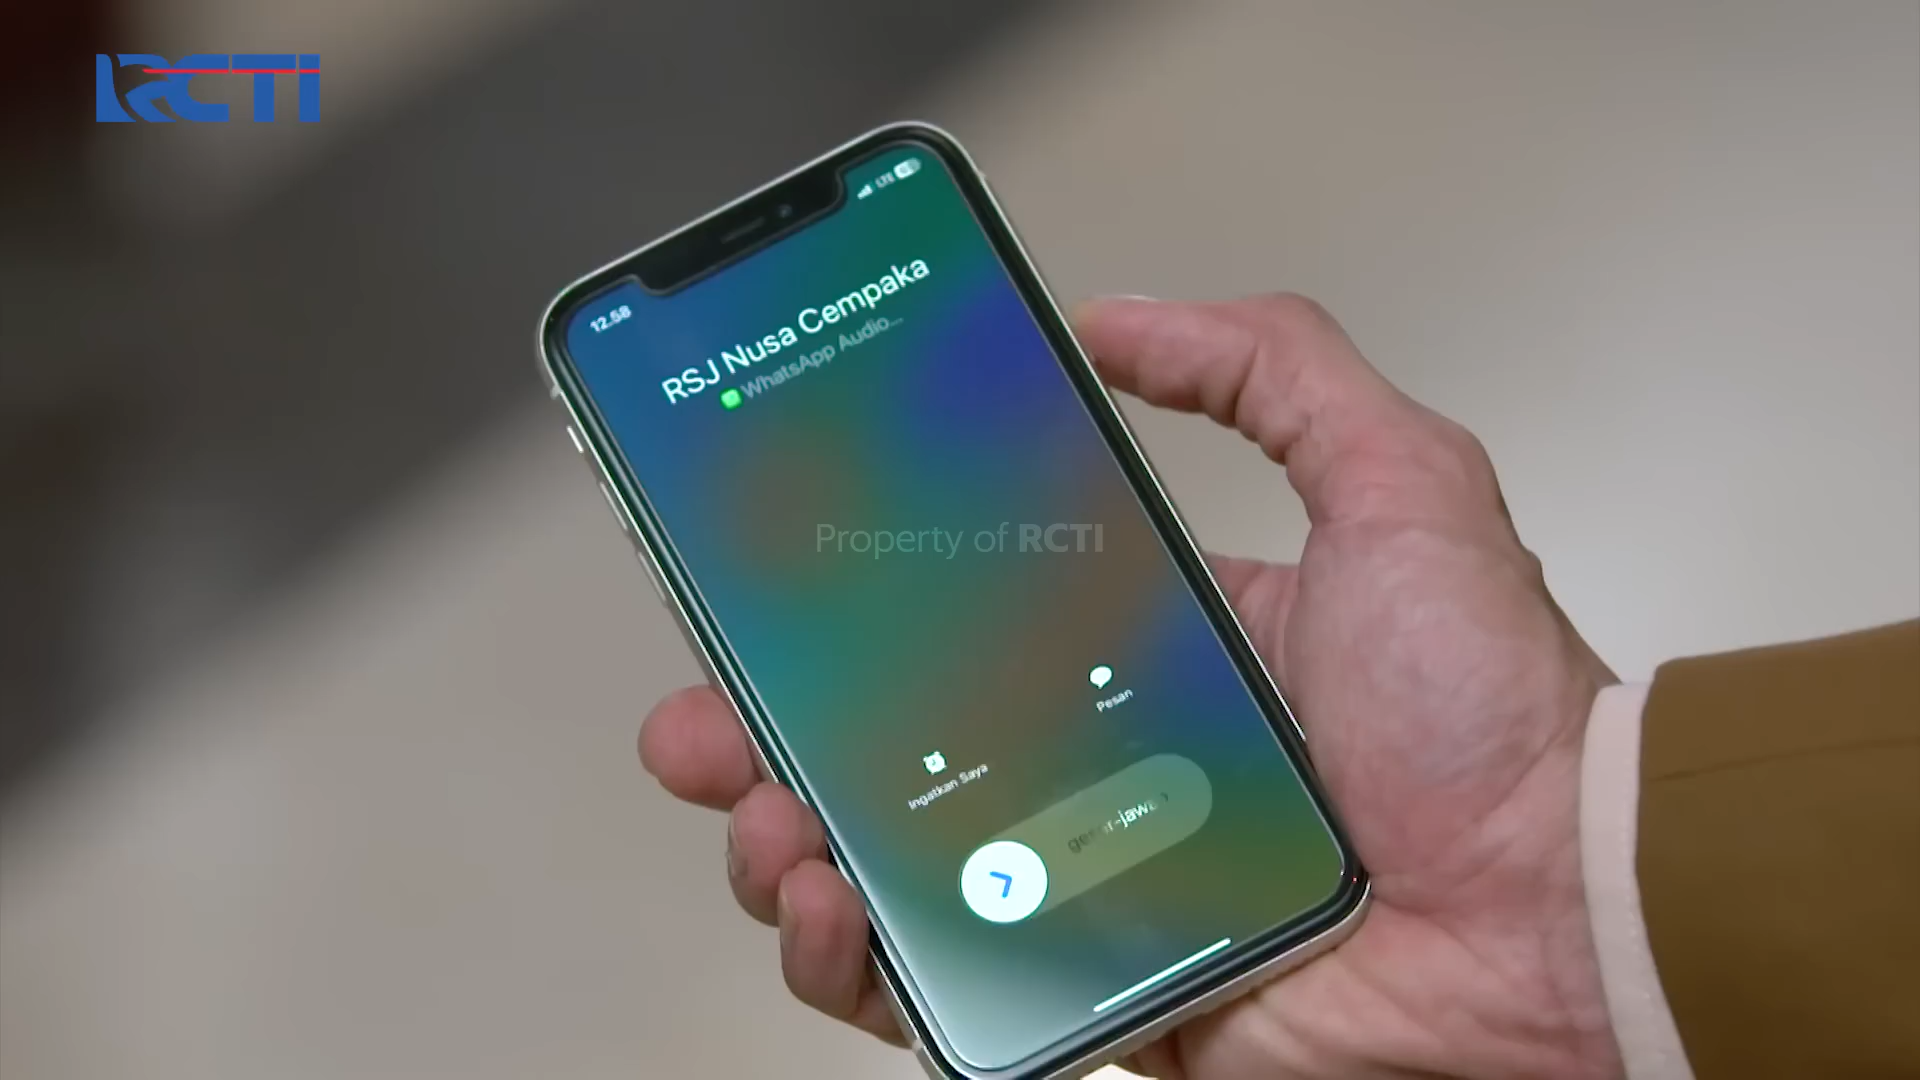 RCTI
LTE
12.58
RSJ Nusa Cempaka
WhatsApp Audio...
Property of RCTI
Pesan
Ingatkan Saya